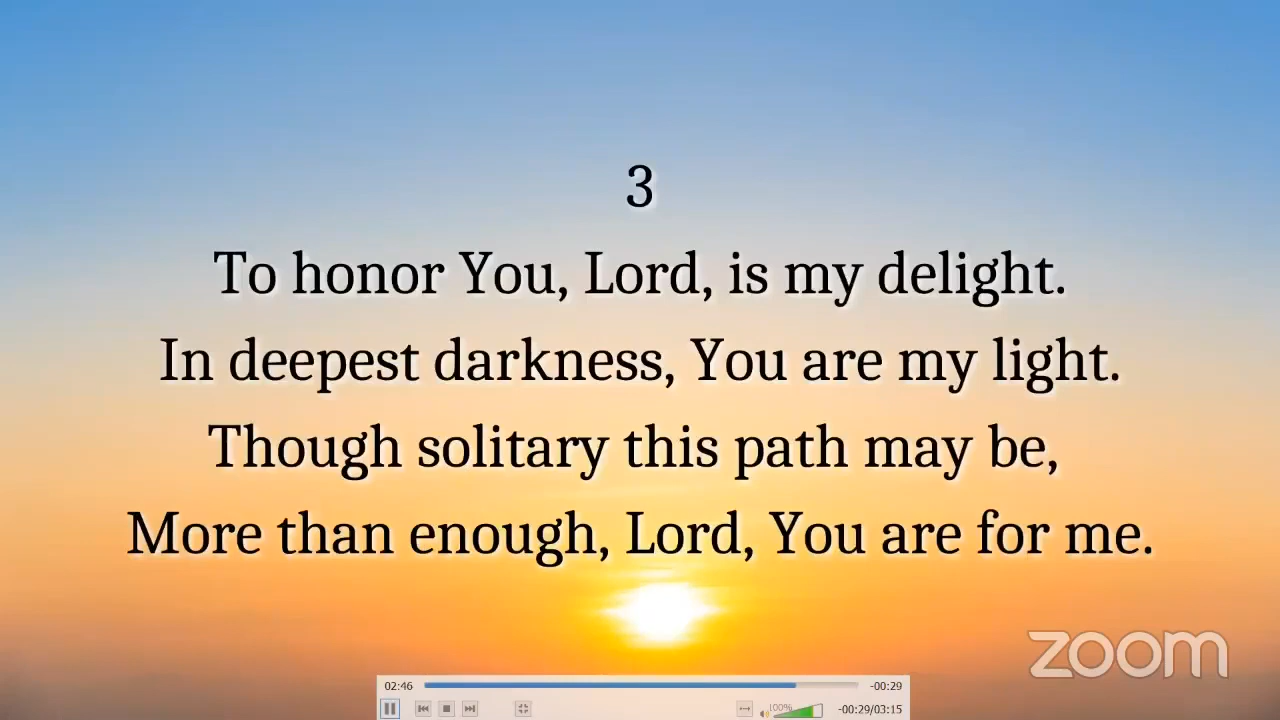 3
To honor You, Lord, is my delight.
In deepest darkness, You are my light.
Though solitary this path may be,
More than enough, Lord, You are for me.
zoom
02:46 -00:29
100% -00:29/03:15